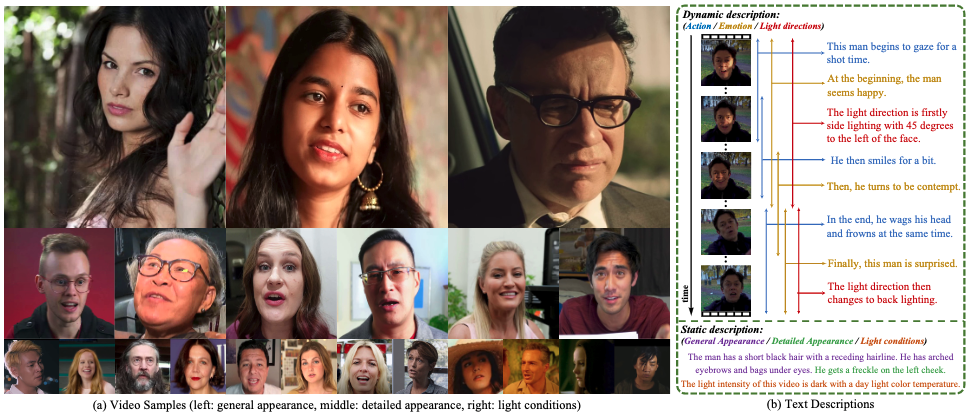 Dynamic description:
(Action / Emotion / Light directions)
This man begins to gaze for a
shot time.
At the beginning, the man
seems happy.
The light direction is firstly
side lighting with 45 degrees
to the left of the face.
He then smiles for a bit.
Then, he turns to be contempt.
In the end, he wags his head
and frowns at the same time.
Finally, this man is surprised.
The light direction then
changes to back lighting.
time
Static description:
(General Appearance / Detailed Appearance / Light conditions)
The man has a short black hair with a receding hairline. He has arched
eyebrows and bags under eyes. He gets a freckle on the left cheek.
The light intensity of this video is dark with a day light color temperature.
(a) Video Samples (left: general appearance, middle: detailed appearance, right: light conditions)
(b) Text Descriptions